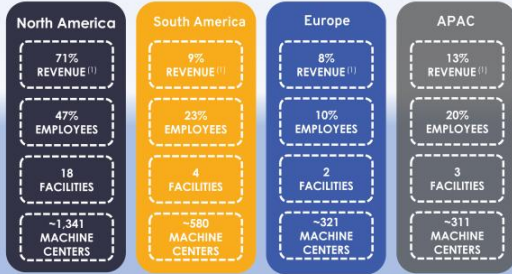 North America
71%
REVENUE (1)
47%
EMPLOYEES
18
FACILITIES
~1,341
MACHINE
CENTERS
South America
9%
REVENUE (1)
23%
EMPLOYEES
4
FACILITIES
~580
MACHINE
CENTERS
Europe
8%
REVENUE (1)
10%
EMPLOYEES
2
FACILITIES
~321
MACHINE
CENTERS
APAC
13%
REVENUE (1)
20%
EMPLOYEES
3
FACILITIES
~311
MACHINE
CENTERS